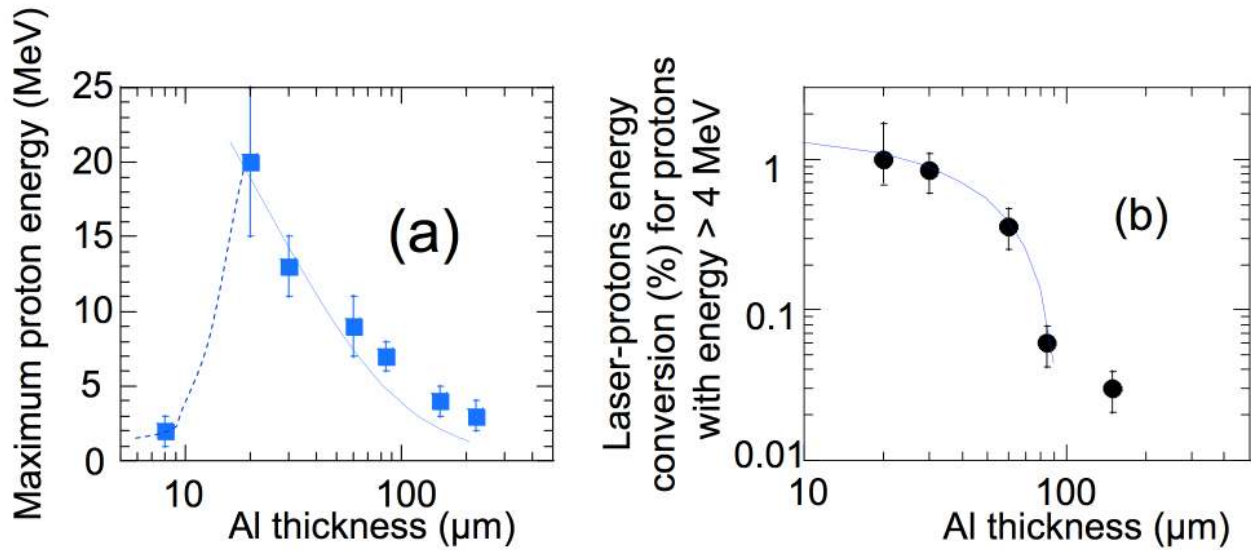 Maximum proton energy (MeV)
25
20
15
10
5
0
10
100
Al thickness (µm)
(a)
Laser-protons energy
conversion (%) for protons
with energy > 4 MeV
1
0.1
0.01
10
100
Al thickness (µm)
(b)